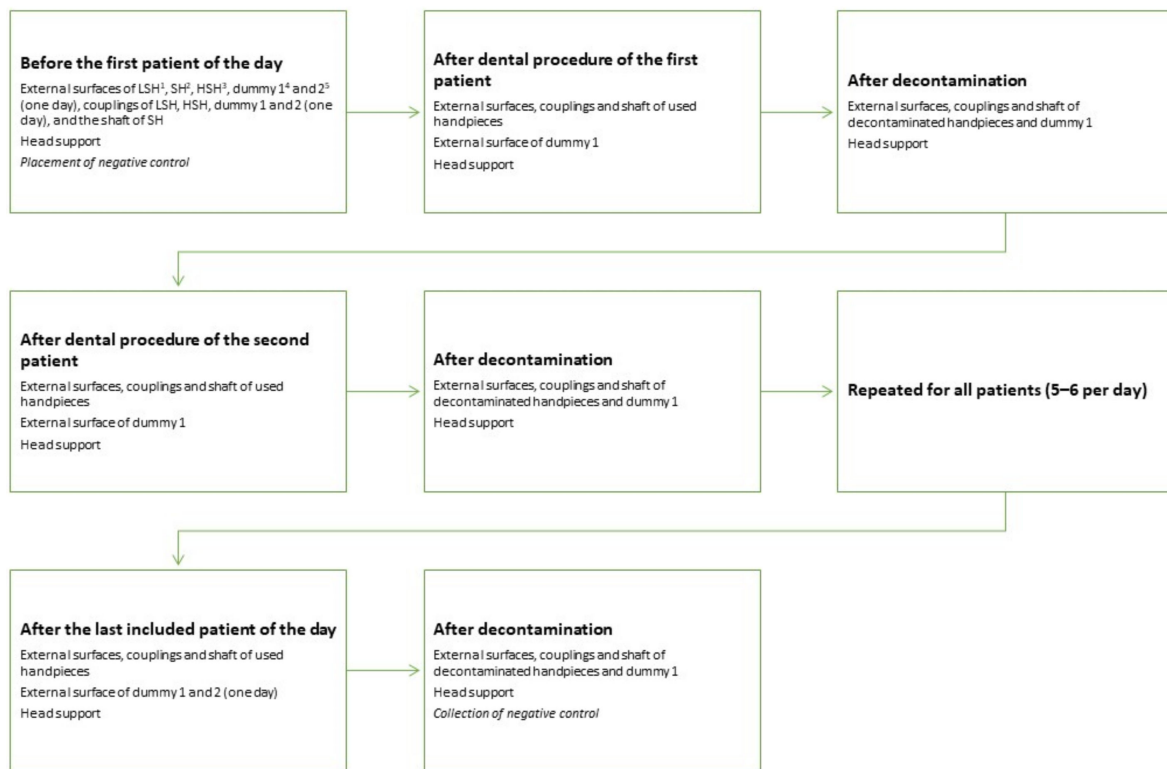 Before the first patient of the day
External surfaces of LSH¹, SH², HSH³, dummy 1⁴ and 2⁵
(one day), couplings of LSH, HSH, dummy 1 and 2 (one
day), and the shaft of SH
Head support
Placement of negative control
After dental procedure of the first
patient
External surfaces, couplings and shaft of used
handpieces
External surface of dummy 1
Head support
After decontamination
External surfaces, couplings and shaft of
decontaminated handpieces and dummy 1
Head support
After dental procedure of the second
patient
External surfaces, couplings and shaft of used
handpieces
External surface of dummy 1
Head support
After decontamination
External surfaces, couplings and shaft of
decontaminated handpieces and dummy 1
Head support
Repeated for all patients (5–6 per day)
After the last included patient of the day
External surfaces, couplings and shaft of used
handpieces
External surface of dummy 1 and 2 (one day)
Head support
After decontamination
External surfaces, couplings and shaft of
decontaminated handpieces and dummy 1
Head support
Collection of negative control